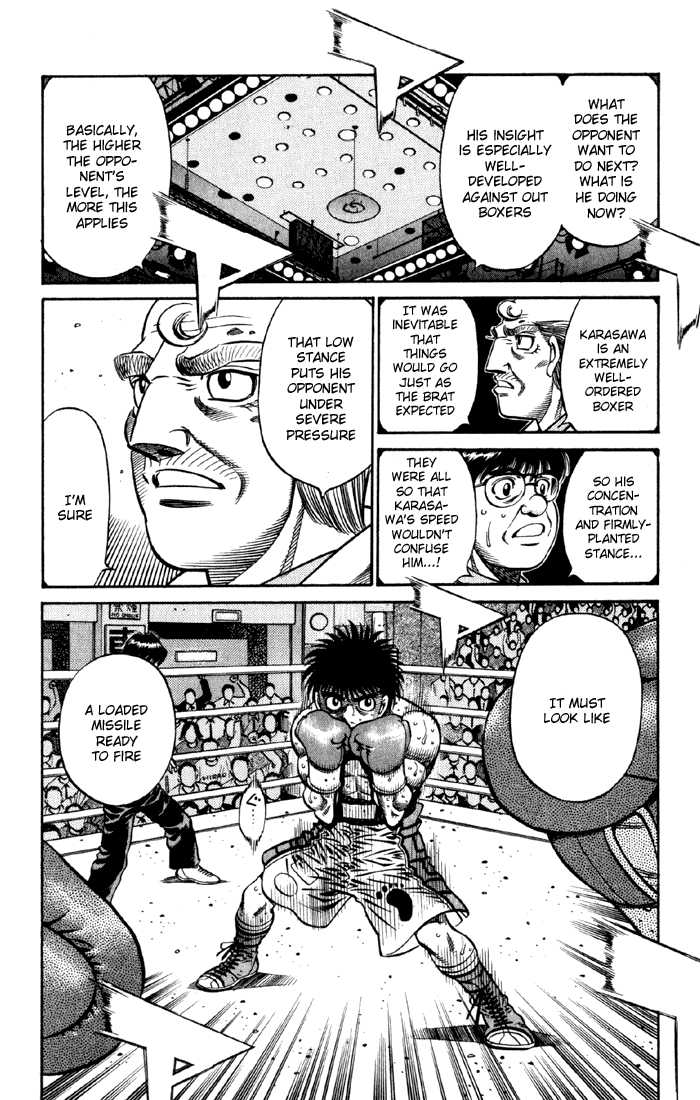 WHAT
DOES THE
OPPONENT
WANT TO
DO NEXT?
WHAT IS
HE DOING
NOW?
HIS INSIGHT
IS ESPECIALLY
WELL-
DEVELOPED
AGAINST OUT
BOXERS
BASICALLY,
THE HIGHER
THE OPPO-
NENT'S
LEVEL, THE
MORE THIS
APPLIES
KARASAWA
IS AN
EXTREMELY
WELL-
ORDERED
BOXER
IT WAS
INEVITABLE
THAT
THINGS
WOULD GO
JUST AS
THE BRAT
EXPECTED
SO HIS
CONCEN-
TRATION
AND FIRMLY-
PLANTED
STANCE...
THEY
WERE ALL
SO THAT
KARASA-
WA'S SPEED
WOULDN'T
CONFUSE
HIM...!
THAT LOW
STANCE
PUTS HIS
OPPONENT
UNDER
SEVERE
PRESSURE
I'M
SURE
IT MUST
LOOK LIKE
A LOADED
MISSILE
READY
TO FIRE